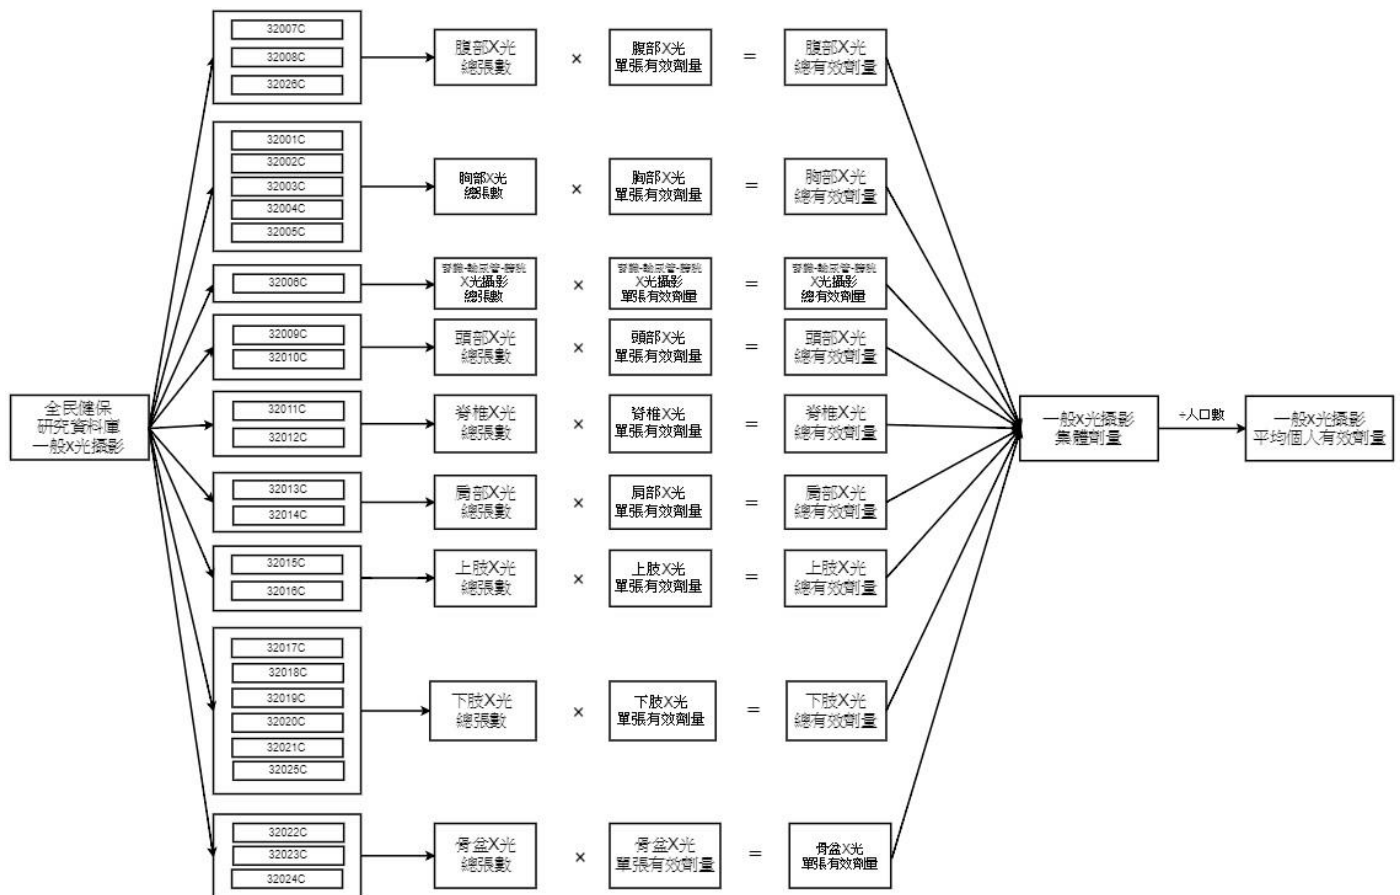 全民健保
研究資料庫
一般X光攝影
32007C
32008C
32026C
腹部X光
總張數
×
腹部X光
單張有效劑量
=
腹部X光
總有效劑量
32001C
32002C
32003C
32004C
32005C
胸部X光
總張數
×
胸部X光
單張有效劑量
=
胸部X光
總有效劑量
32006C
腎臟-輸尿管-膀胱
X光攝影
總張數
×
腎臟-輸尿管-膀胱
X光攝影
單張有效劑量
=
腎臟-輸尿管-膀胱
X光攝影
總有效劑量
32009C
32010C
頭部X光
總張數
×
頭部X光
單張有效劑量
=
頭部X光
總有效劑量
32011C
32012C
脊椎X光
總張數
×
脊椎X光
單張有效劑量
=
脊椎X光
總有效劑量
32013C
32014C
肩部X光
總張數
×
肩部X光
單張有效劑量
=
肩部X光
總有效劑量
32015C
32016C
上肢X光
總張數
×
上肢X光
單張有效劑量
=
上肢X光
總有效劑量
32017C
32018C
32019C
32020C
32021C
32025C
下肢X光
總張數
×
下肢X光
單張有效劑量
=
下肢X光
總有效劑量
32022C
32023C
32024C
骨盆X光
總張數
×
骨盆X光
單張有效劑量
=
骨盆X光
單張有效劑量
一般X光攝影
集體劑量
÷人口數
一般X光攝影
平均個人有效劑量